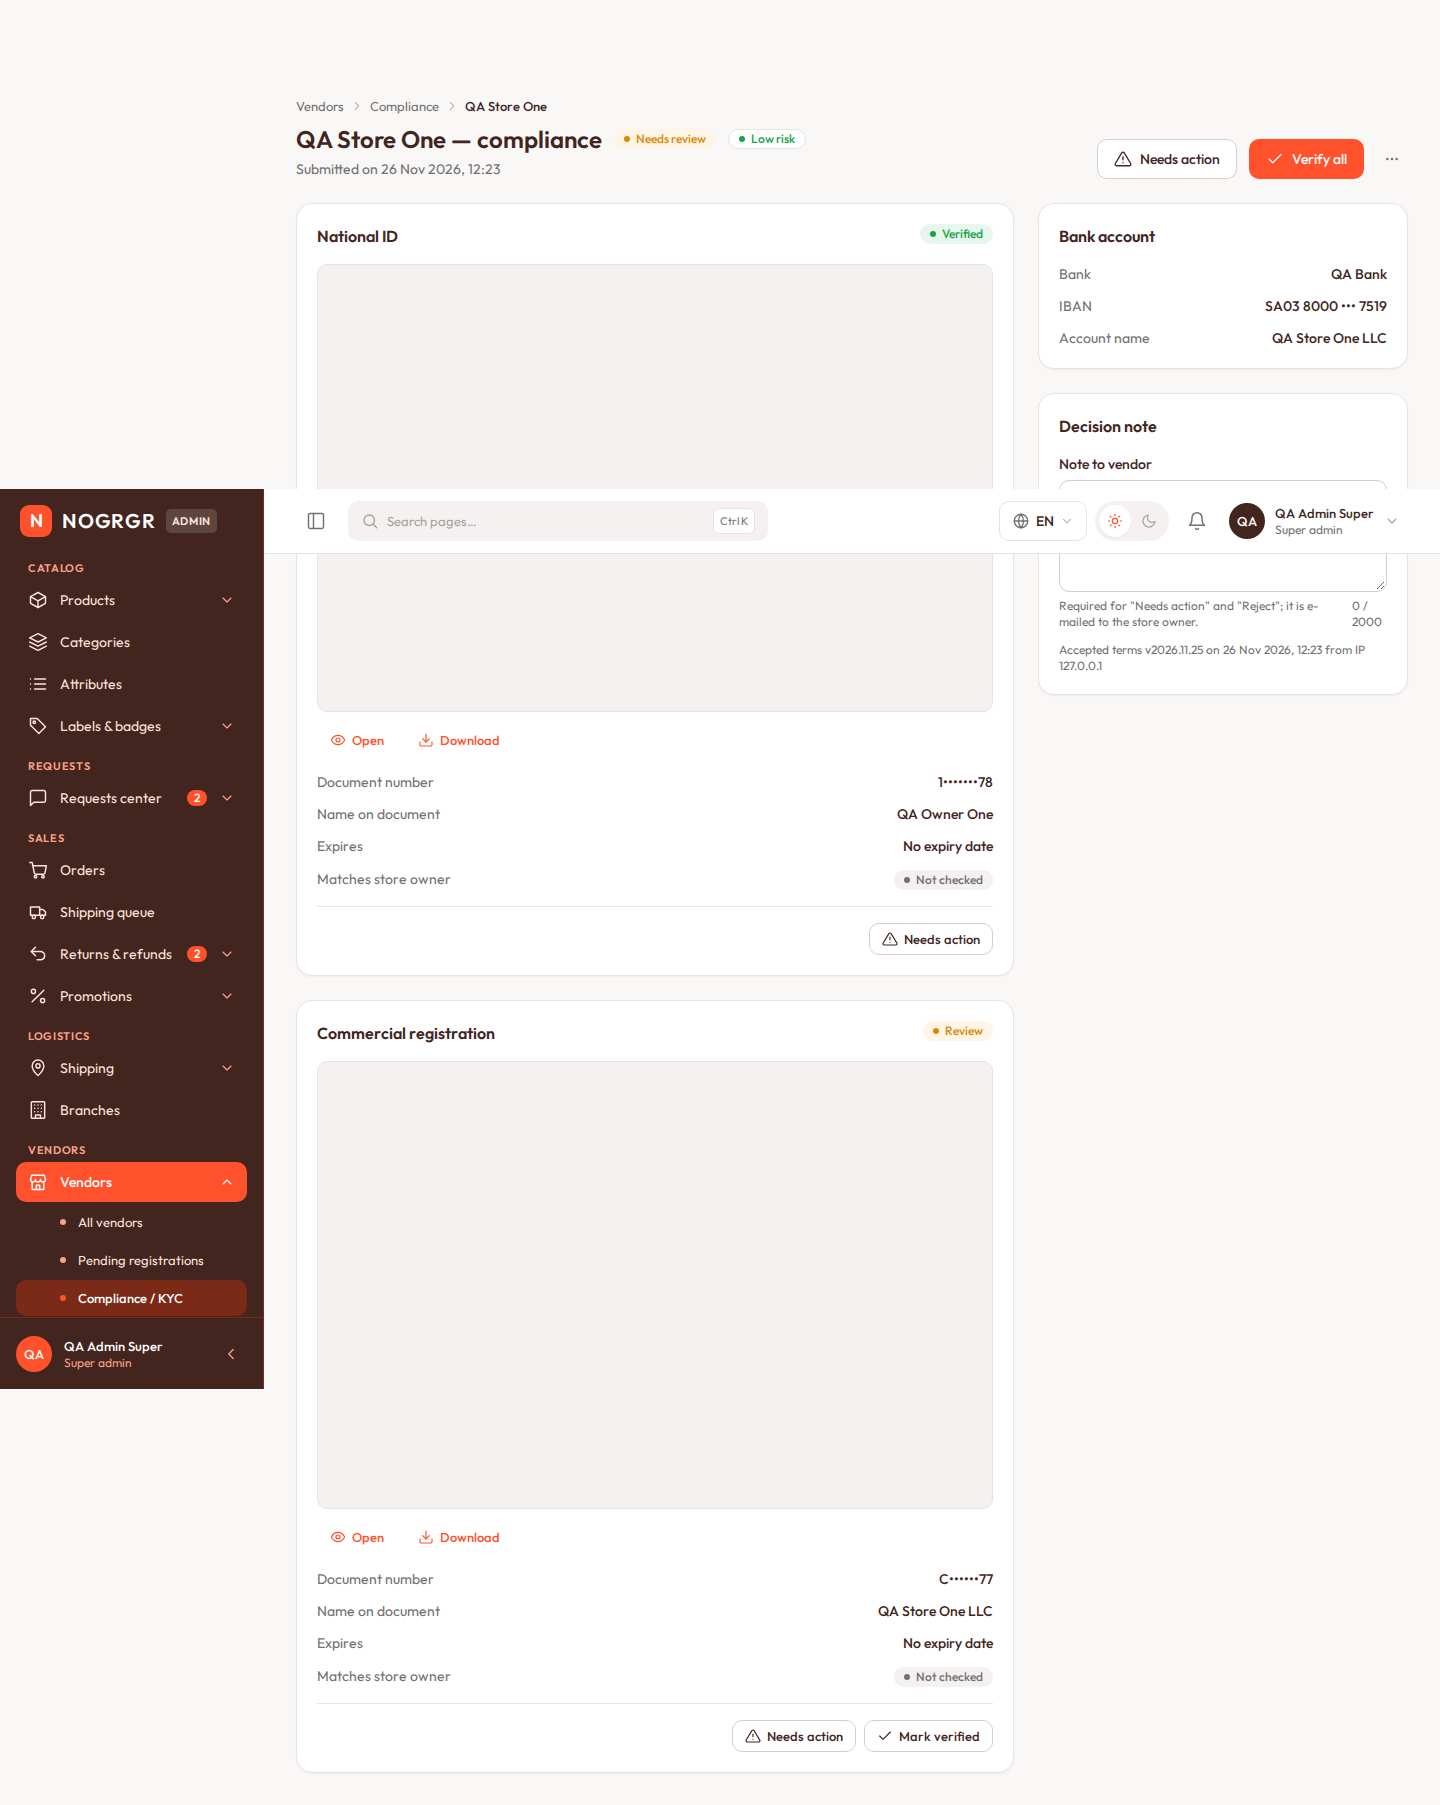 Vendors > Compliance > QA Store One
QA Store One — compliance
Needs review
Low risk
Submitted on 26 Nov 2026, 12:23
Needs action
Verify all
National ID
Verified
Bank account
Bank
QA Bank
IBAN
SA03 8000 ••• 7519
Account name
QA Store One LLC
Decision note
Note to vendor
N
NOGRGR
ADMIN
Search pages...
Ctrl K
EN
QA
QA Admin Super
Super admin
CATALOG
Products
Categories
Attributes
Labels & badges
REQUESTS
Requests center
2
SALES
Orders
Shipping queue
Returns & refunds
2
Promotions
LOGISTICS
Shipping
Branches
VENDORS
Vendors
All vendors
Pending registrations
Compliance / KYC
QA
QA Admin Super
Super admin
Required for "Needs action" and "Reject"; it is e-
mailed to the store owner.
0 /
2000
Accepted terms v2026.11.25 on 26 Nov 2026, 12:23 from IP
127.0.0.1
Open
Download
Document number
1•••••••78
Name on document
QA Owner One
Expires
No expiry date
Matches store owner
Not checked
Needs action
Commercial registration
Review
Open
Download
Document number
C••••••77
Name on document
QA Store One LLC
Expires
No expiry date
Matches store owner
Not checked
Needs action
Mark verified